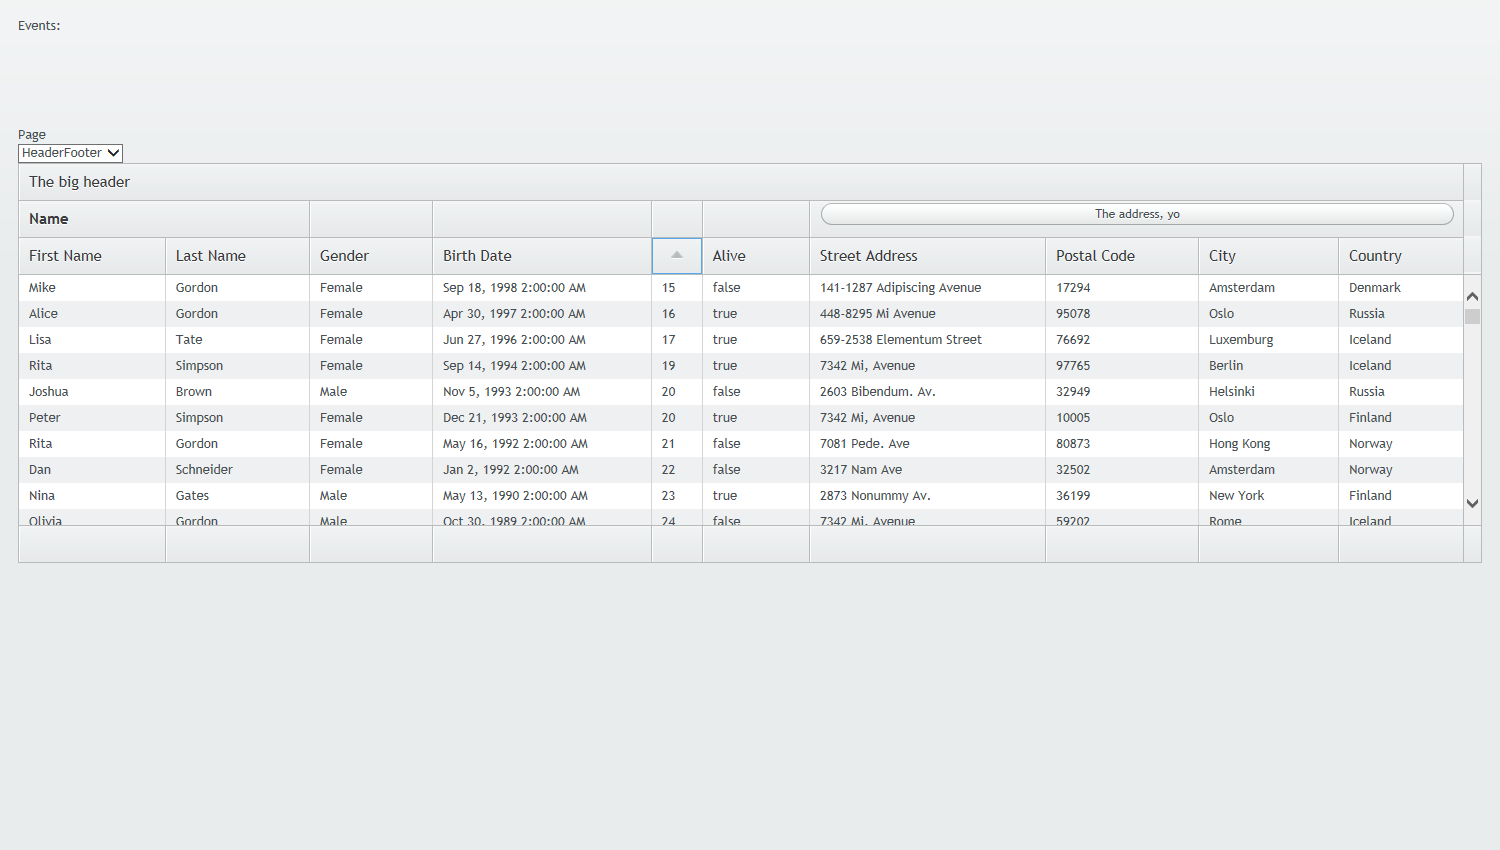 Events:
Page
HeaderFooter
The big header
Name The address, yo
First Name Last Name Gender Birth Date Alive Street Address Postal Code City Country
Mike Gordon Female Sep 18, 1998 2:00:00 AM 15 false 141-1287 Adipiscing Avenue 17294 Amsterdam Denmark
Alice Gordon Female Apr 30, 1997 2:00:00 AM 16 true 448-8295 Mi Avenue 95078 Oslo Russia
Lisa Tate Female Jun 27, 1996 2:00:00 AM 17 true 659-2538 Elementum Street 76692 Luxemburg Iceland
Rita Simpson Female Sep 14, 1994 2:00:00 AM 19 true 7342 Mi, Avenue 97765 Berlin Iceland
Joshua Brown Male Nov 5, 1993 2:00:00 AM 20 false 2603 Bibendum. Av. 32949 Helsinki Russia
Peter Simpson Female Dec 21, 1993 2:00:00 AM 20 true 7342 Mi, Avenue 10005 Oslo Finland
Rita Gordon Female May 16, 1992 2:00:00 AM 21 false 7081 Pede. Ave 80873 Hong Kong Norway
Dan Schneider Female Jan 2, 1992 2:00:00 AM 22 false 3217 Nam Ave 32502 Amsterdam Norway
Nina Gates Male May 13, 1990 2:00:00 AM 23 true 2873 Nonummy Av. 36199 New York Finland
Olivia Gordon Male Oct 30, 1989 2:00:00 AM 24 false 7342 Mi, Avenue 59202 Rome Iceland